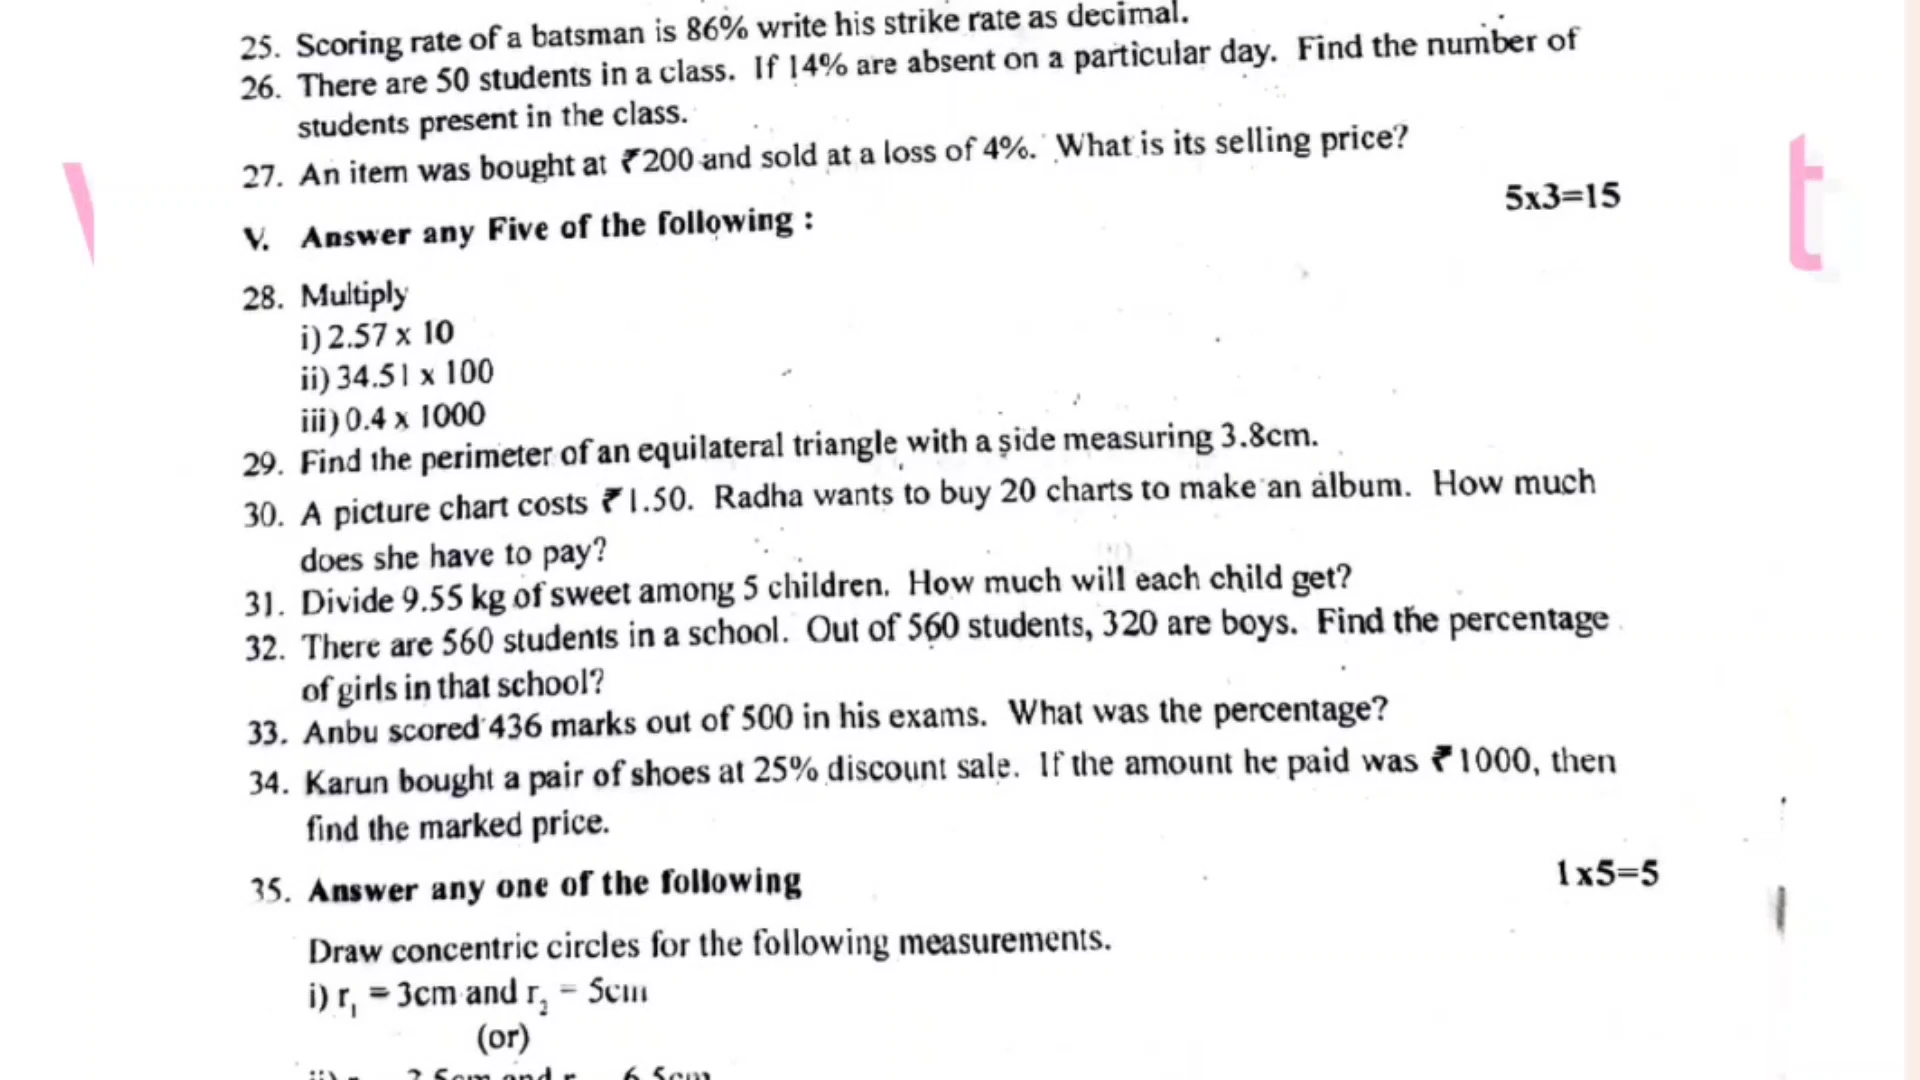 25. Scoring rate of a batsman is 86% write his strike rate as decimal.
26. There are 50 students in a class. If 14% are absent on a particular day. Find the number of
students present in the class.
27. An item was bought at ₹200 and sold at a loss of 4%. What is its selling price?
5x3=15
V. Answer any Five of the following :
28. Multiply
i) 2.57 x 10
ii) 34.51 x 100
iii) 0.4 x 1000
29. Find the perimeter of an equilateral triangle with a side measuring 3.8cm.
30. A picture chart costs ₹1.50. Radha wants to buy 20 charts to make an album. How much
does she have to pay?
31. Divide 9.55 kg of sweet among 5 children. How much will each child get?
32. There are 560 students in a school. Out of 560 students, 320 are boys. Find the percentage
of girls in that school?
33. Anbu scored 436 marks out of 500 in his exams. What was the percentage?
34. Karun bought a pair of shoes at 25% discount sale. If the amount he paid was ₹1000, then
find the marked price.
35. Answer any one of the following 1x5=5
Draw concentric circles for the following measurements.
i) r₁ = 3cm and r₂ = 5cm
(or)
t